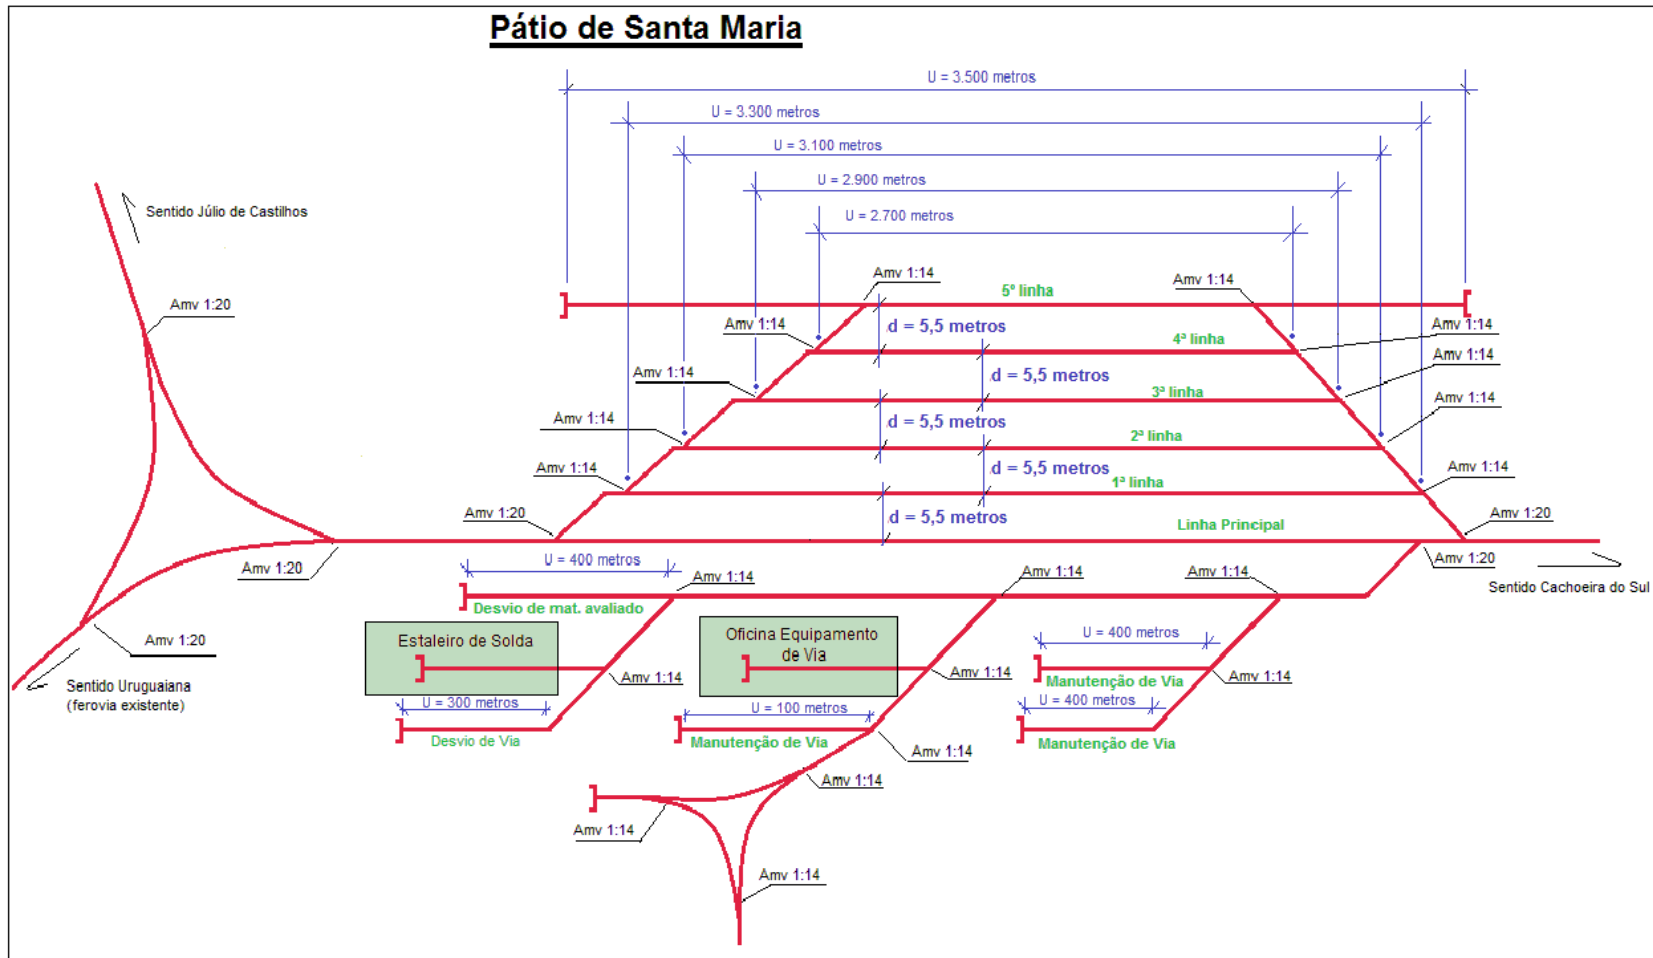 Pátio de Santa Maria
U = 3.500 metros
U = 3.300 metros
U = 3.100 metros
U = 2.900 metros
U = 2.700 metros
Sentido Júlio de Castilhos
Amv 1:20
Amv 1:14
Amv 1:14
5ª linha
Amv 1:14
d = 5,5 metros
4ª linha
Amv 1:14
Amv 1:14
d = 5,5 metros
Amv 1:14
3ª linha
Amv 1:14
d = 5,5 metros
Amv 1:14
2ª linha
Amv 1:14
d = 5,5 metros
Amv 1:14
1ª linha
Amv 1:14
d = 5,5 metros
Amv 1:20
Linha Principal
Amv 1:20
Amv 1:20
U = 400 metros
Amv 1:14
Amv 1:14
Amv 1:14
Amv 1:20
Sentido Cachoeira do Sul
Desvio de mat. avaliado
Amv 1:20
Estaleiro de Solda
Oficina Equipamento
de Via
U = 400 metros
Amv 1:14
Amv 1:14
Manutenção de Via
Amv 1:14
Sentido Uruguaiana
(ferovia existente)
U = 300 metros
U = 100 metros
U = 400 metros
Desvio de Via
Manutenção de Via
Manutenção de Via
Amv 1:14
Amv 1:14
Amv 1:14
Amv 1:14